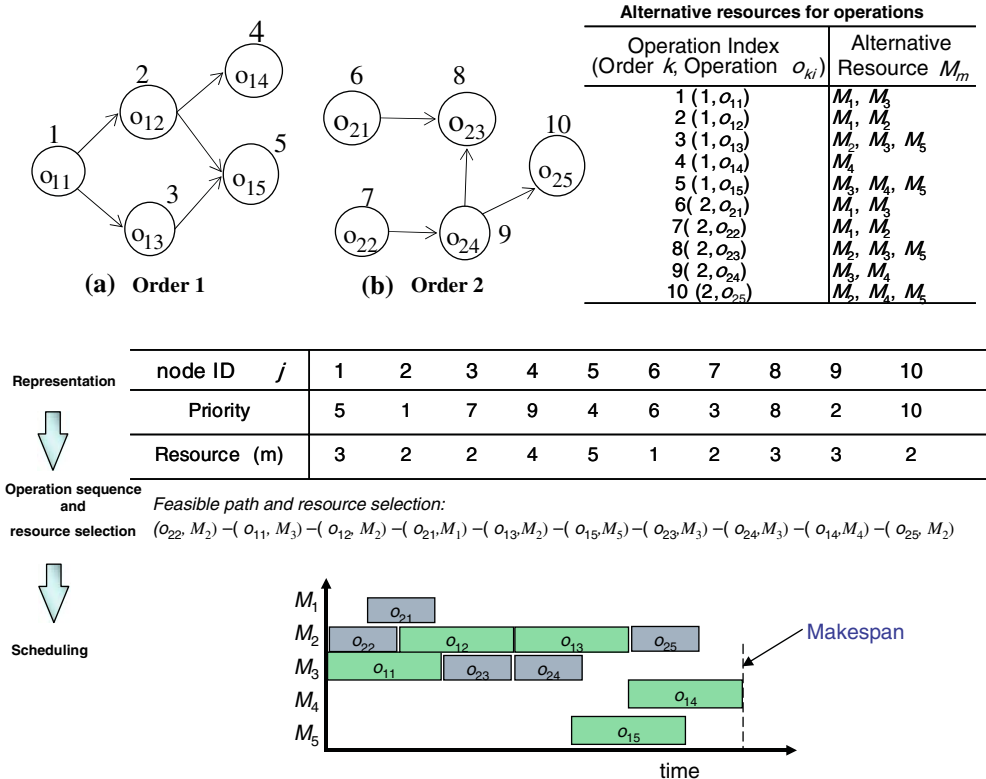 4
2
o14
1
o12
5
o11
3
o15
o13
(a) Order 1
6
8
o21
o23
10
7
o25
o22
o24
9
(b) Order 2
Alternative resources for operations
Operation Index
(Order k, Operation o_ki)
Alternative
Resource M_m
1 (1, o11) M1, M3
2 (1, o12) M1, M2
3 (1, o13) M2, M3, M5
4 (1, o14) M4
5 (1, o15) M3, M4, M5
6( 2, o21) M1, M3
7( 2, o22) M1, M2
8( 2, o23) M2, M3, M5
9( 2, o24) M3, M4
10 (2, o25) M2, M4, M5
Representation
node ID j 1 2 3 4 5 6 7 8 9 10
Priority 5 1 7 9 4 6 3 8 2 10
Resource (m) 3 2 2 4 5 1 2 3 3 2
Operation sequence
and
resource selection
Feasible path and resource selection:
(o22, M2) –( o11, M3) –( o12, M2) –( o21,M1) –( o13,M2) –( o15,M5) –( o23,M3) –( o24,M3) –( o14,M4) –( o25, M2)
Scheduling
M1 o21
M2 o22 o12 o13 o25
M3 o11 o23 o24
M4 o14
M5 o15
Makespan
time